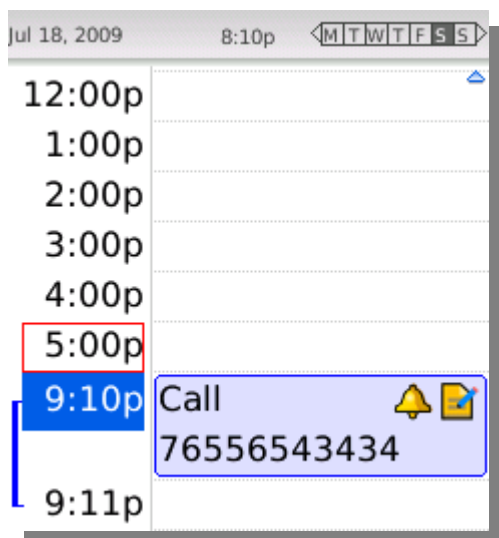 Jul 18, 2009 8:10p M T W T F S S
12:00p
1:00p
2:00p
3:00p
4:00p
5:00p
9:10p Call
76556543434
9:11p